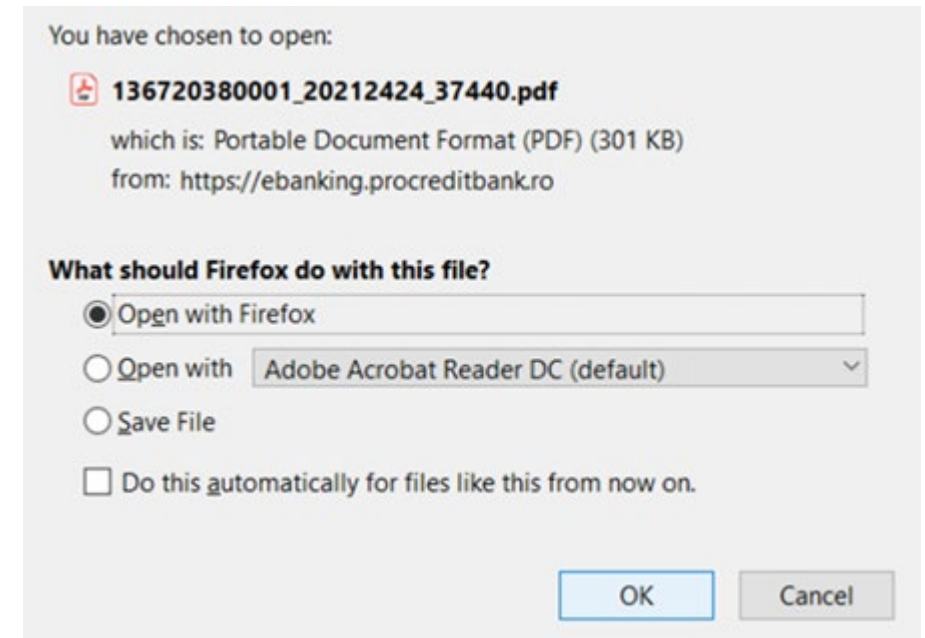 You have chosen to open:
136720380001_20212424_37440.pdf
which is: Portable Document Format (PDF) (301 KB)
from: https://ebanking.procreditbank.ro
What should Firefox do with this file?
Open with Firefox
Open with Adobe Acrobat Reader DC (default)
Save File
Do this automatically for files like this from now on.
OK Cancel